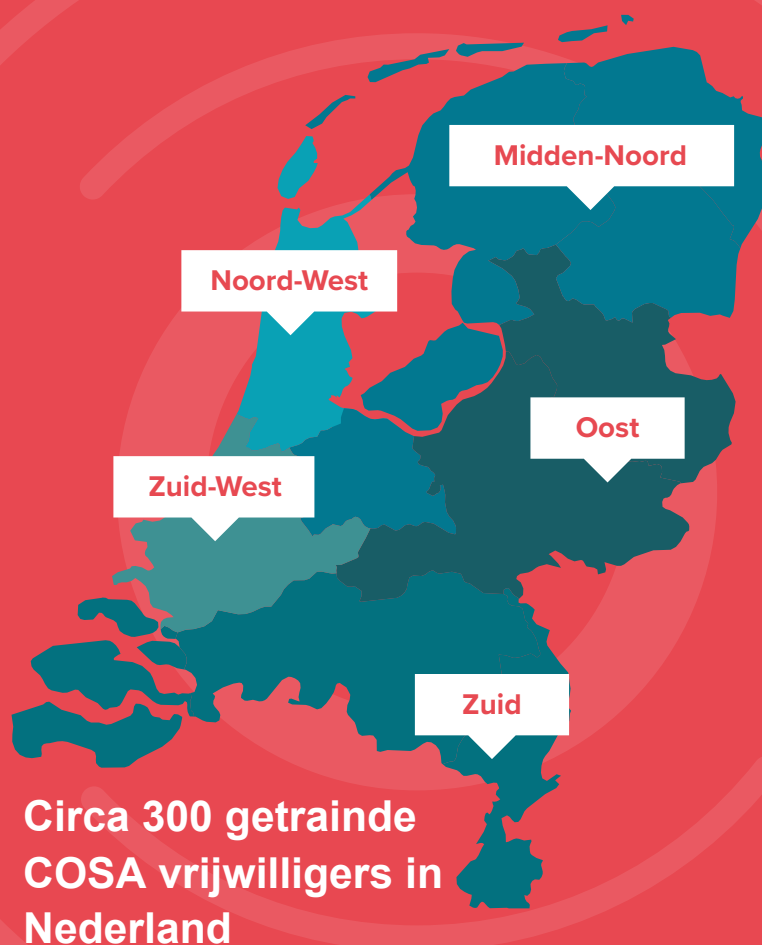 Midden-Noord
Noord-West
Oost
Zuid-West
Zuid
Circa 300 getrainde
COSA vrijwilligers in
Nederland